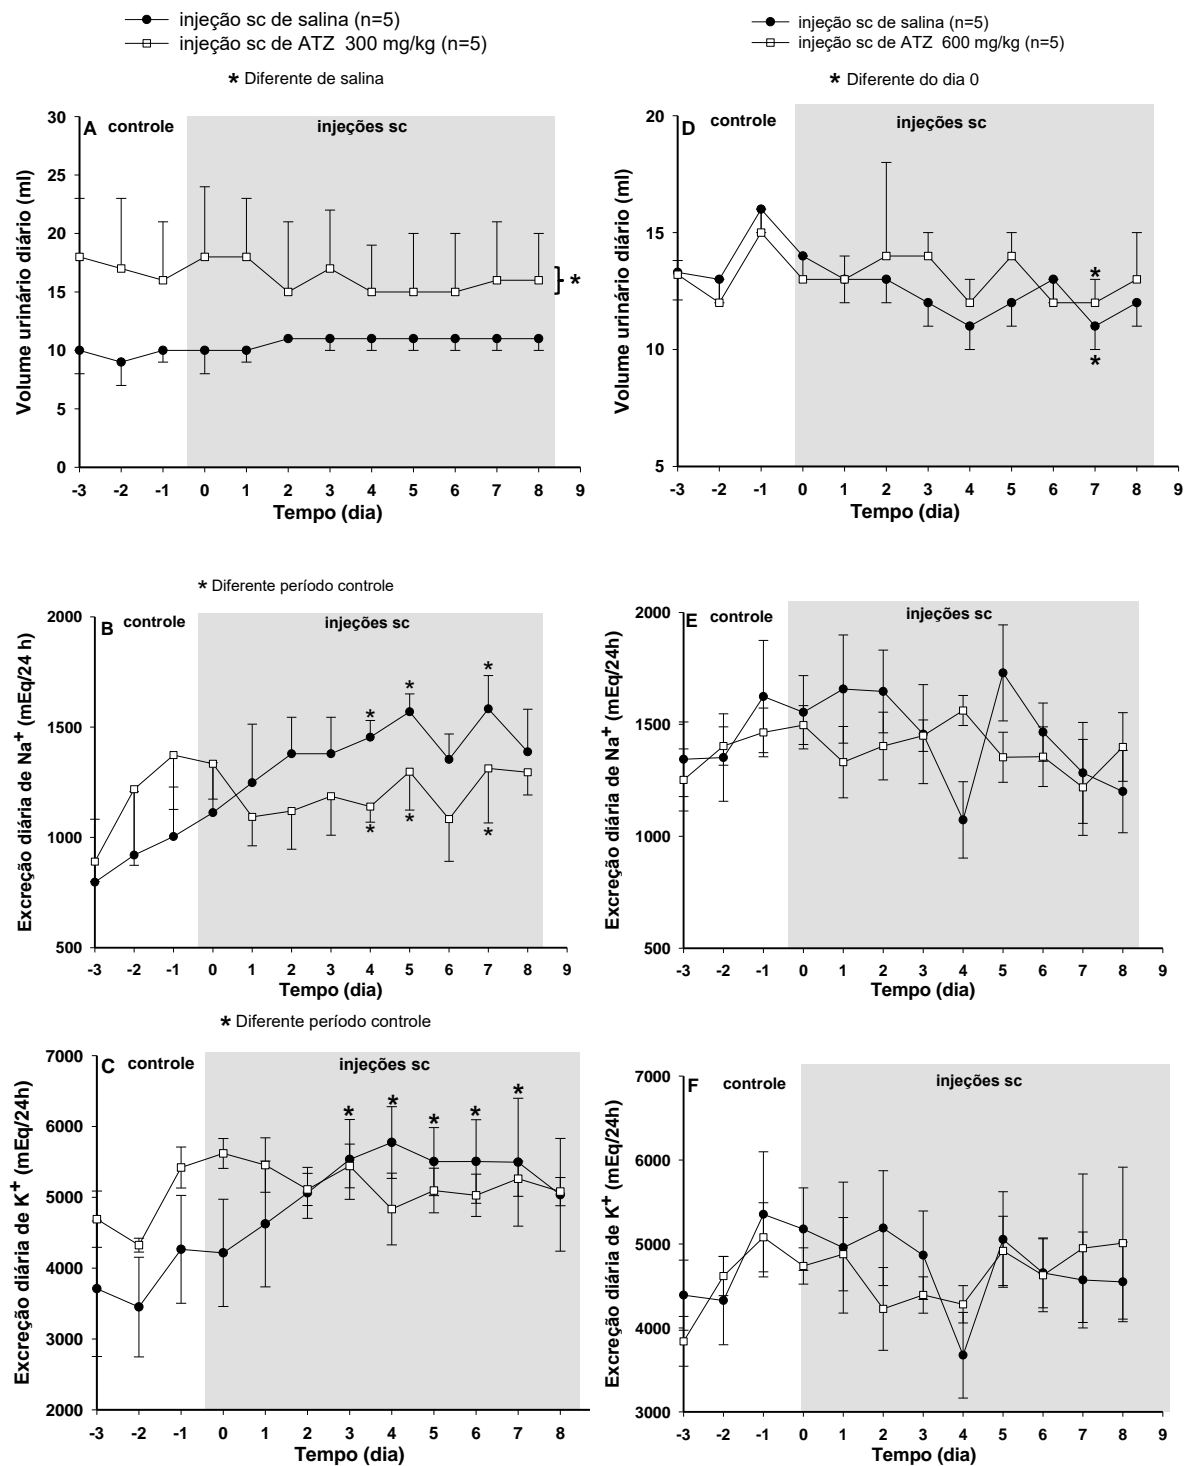 injeção sc de salina (n=5)
injeção sc de ATZ 300 mg/kg (n=5)
* Diferente de salina
A controle injeções sc
30
25
20
15
10
5
0
*
-3 -2 -1 0 1 2 3 4 5 6 7 8 9
Tempo (dia)
Volume urinário diário (ml)
injeção sc de salina (n=5)
injeção sc de ATZ 600 mg/kg (n=5)
* Diferente do dia 0
D controle injeções sc
20
15
10
5
*
*
-3 -2 -1 0 1 2 3 4 5 6 7 8 9
Tempo (dia)
Volume urinário diário (ml)
* Diferente período controle
B controle injeções sc
2000
1500
1000
500
* * *
* * *
-3 -2 -1 0 1 2 3 4 5 6 7 8 9
Tempo (dia)
Excreção diária de Na+ (mEq/24 h)
E controle injeções sc
2000
1500
1000
500
-3 -2 -1 0 1 2 3 4 5 6 7 8 9
Tempo (dia)
Excreção diária de Na+ (mEq/24h)
* Diferente período controle
C controle injeções sc
7000
6000
5000
4000
3000
2000
* * * * *
-3 -2 -1 0 1 2 3 4 5 6 7 8
Tempo (dia)
Excreção diária de K+ (mEq/24h)
F controle injeções sc
7000
6000
5000
4000
3000
-3 -2 -1 0 1 2 3 4 5 6 7 8 9
Tempo (dia)
Excreção diária de K+ (mEq/24h)